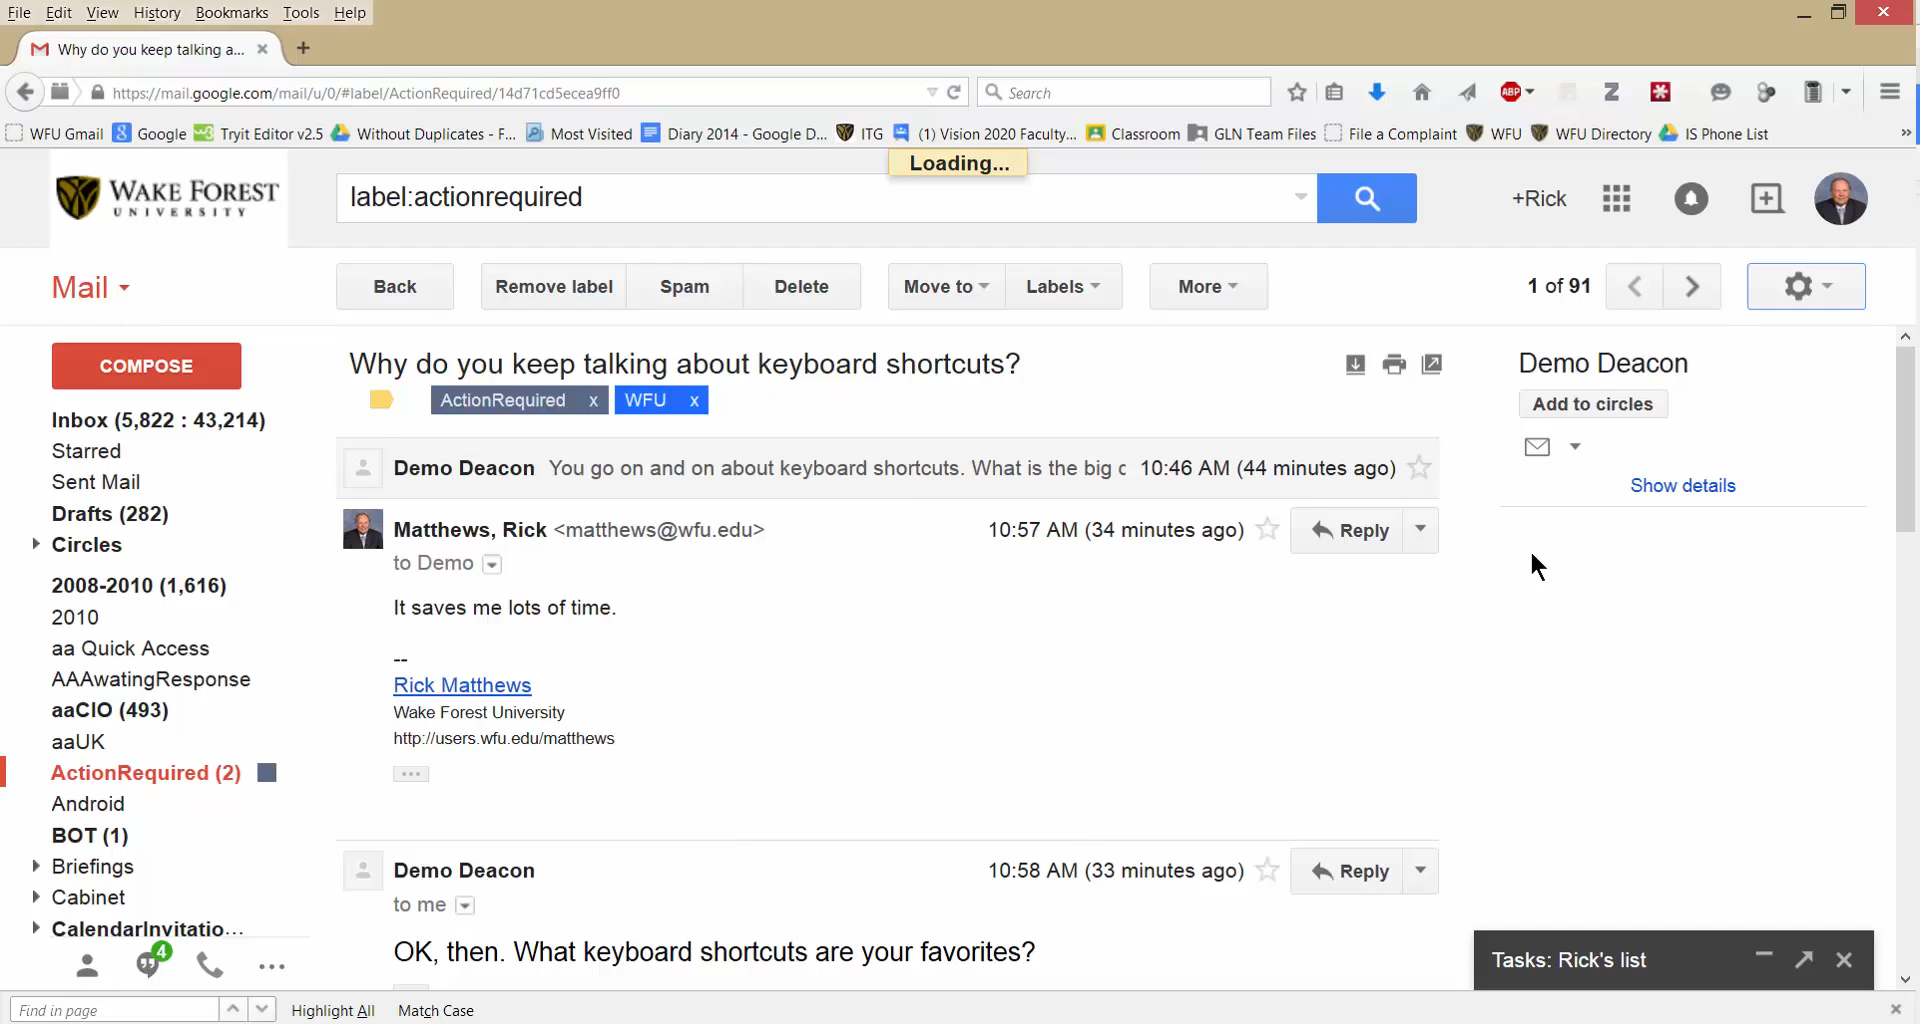 File Edit View History Bookmarks Tools Help
Why do you keep talking a...
https://mail.google.com/mail/u/0/#label/ActionRequired/14d71cd5ecea9ff0
Search
ABP
WFU Gmail Google Tryit Editor v2.5 Without Duplicates - F... Most Visited Diary 2014 - Google D... ITG (1) Vision 2020 Faculty,... Classroom GLN Team Files File a Complaint WFU WFU Directory IS Phone List
Loading...
WAKE FOREST
UNIVERSITY
label:actionrequired
+Rick
Mail
Back Remove label Spam Delete Move to Labels More 1 of 91
COMPOSE
Why do you keep talking about keyboard shortcuts?
ActionRequired x WFU x
Demo Deacon
Add to circles
Show details
Inbox (5,822 : 43,214)
Starred
Sent Mail
Drafts (282)
Circles
2008-2010 (1,616)
2010
aa Quick Access
AAAwatingResponse
aaCIO (493)
aaUK
ActionRequired (2)
Android
BOT (1)
Briefings
Cabinet
CalendarInvitatio...
4
Demo Deacon You go on and on about keyboard shortcuts. What is the big 10:46 AM (44 minutes ago)
Matthews, Rick <matthews@wfu.edu> 10:57 AM (34 minutes ago) Reply
to Demo
It saves me lots of time.
--
Rick Matthews
Wake Forest University
http://users.wfu.edu/matthews
Demo Deacon 10:58 AM (33 minutes ago) Reply
to me
OK, then. What keyboard shortcuts are your favorites?
Tasks: Rick's list
Find in page Highlight All Match Case